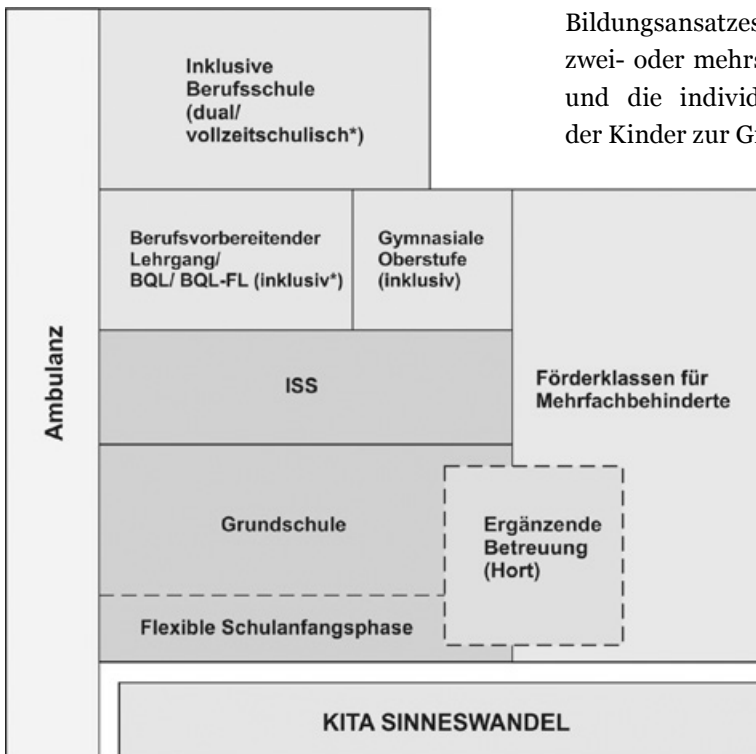 Bildungsansatzes
zwei- oder mehrs
und die individ
der Kinder zur G
Inklusive
Berufsschule
(dual/
vollzeitschulisch*)
Berufsvorbereitender
Lehrgang/
BQL/ BQL-FL (inklusiv*)
Gymnasiale
Oberstufe
(inklusiv)
Ambulanz
ISS
Förderklassen für
Mehrfachbehinderte
Grundschule
Ergänzende
Betreuung
(Hort)
Flexible Schulanfangsphase
KITA SINNESWANDEL